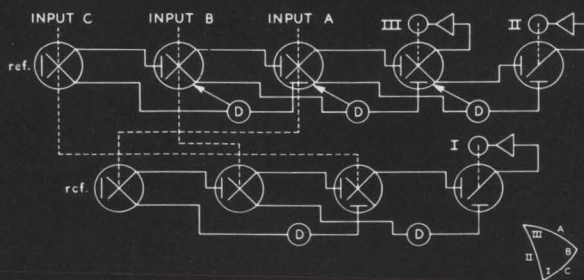 INPUT C INPUT B INPUT A III II
ref.
D D D
I
ref.
D D
III A
B
II
I C